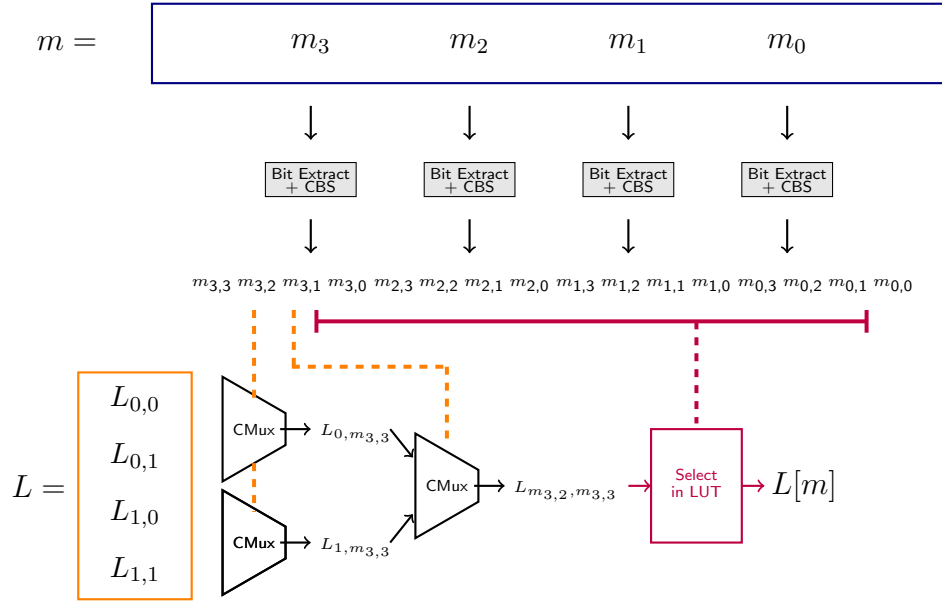 m = m_3 m_2 m_1 m_0
Bit Extract + CBS
Bit Extract + CBS
Bit Extract + CBS
Bit Extract + CBS
m_{3,3} m_{3,2} m_{3,1} m_{3,0} m_{2,3} m_{2,2} m_{2,1} m_{2,0} m_{1,3} m_{1,2} m_{1,1} m_{1,0} m_{0,3} m_{0,2} m_{0,1} m_{0,0}
L =
L_{0,0}
L_{0,1}
L_{1,0}
L_{1,1}
CMux
L_{0,m_{3,3}}
CMux
L_{1,m_{3,3}}
CMux
L_{m_{3,2},m_{3,3}}
Select
in LUT
L[m]